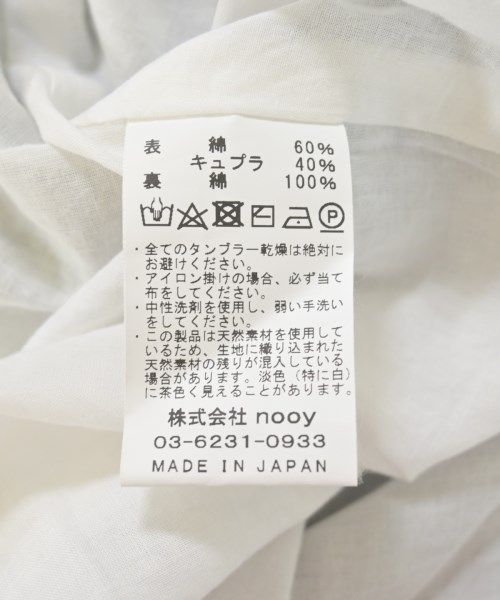 表 綿 60%
キュプラ 40%
裏 綿 100%
・全てのタンブラー乾燥は絶対に
お避けください。
・アイロン掛けの場合、必ず当て
布をしてください。
・中性洗剤を使用し、弱い手洗い
をしてください。
・この製品は天然素材を使用して
いるため、生地に織り込まれた
天然素材の残りが混入している
場合があります。淡色（特に白）
に茶色く見えることがあります。
株式会社 nooy
03-6231-0933
MADE IN JAPAN